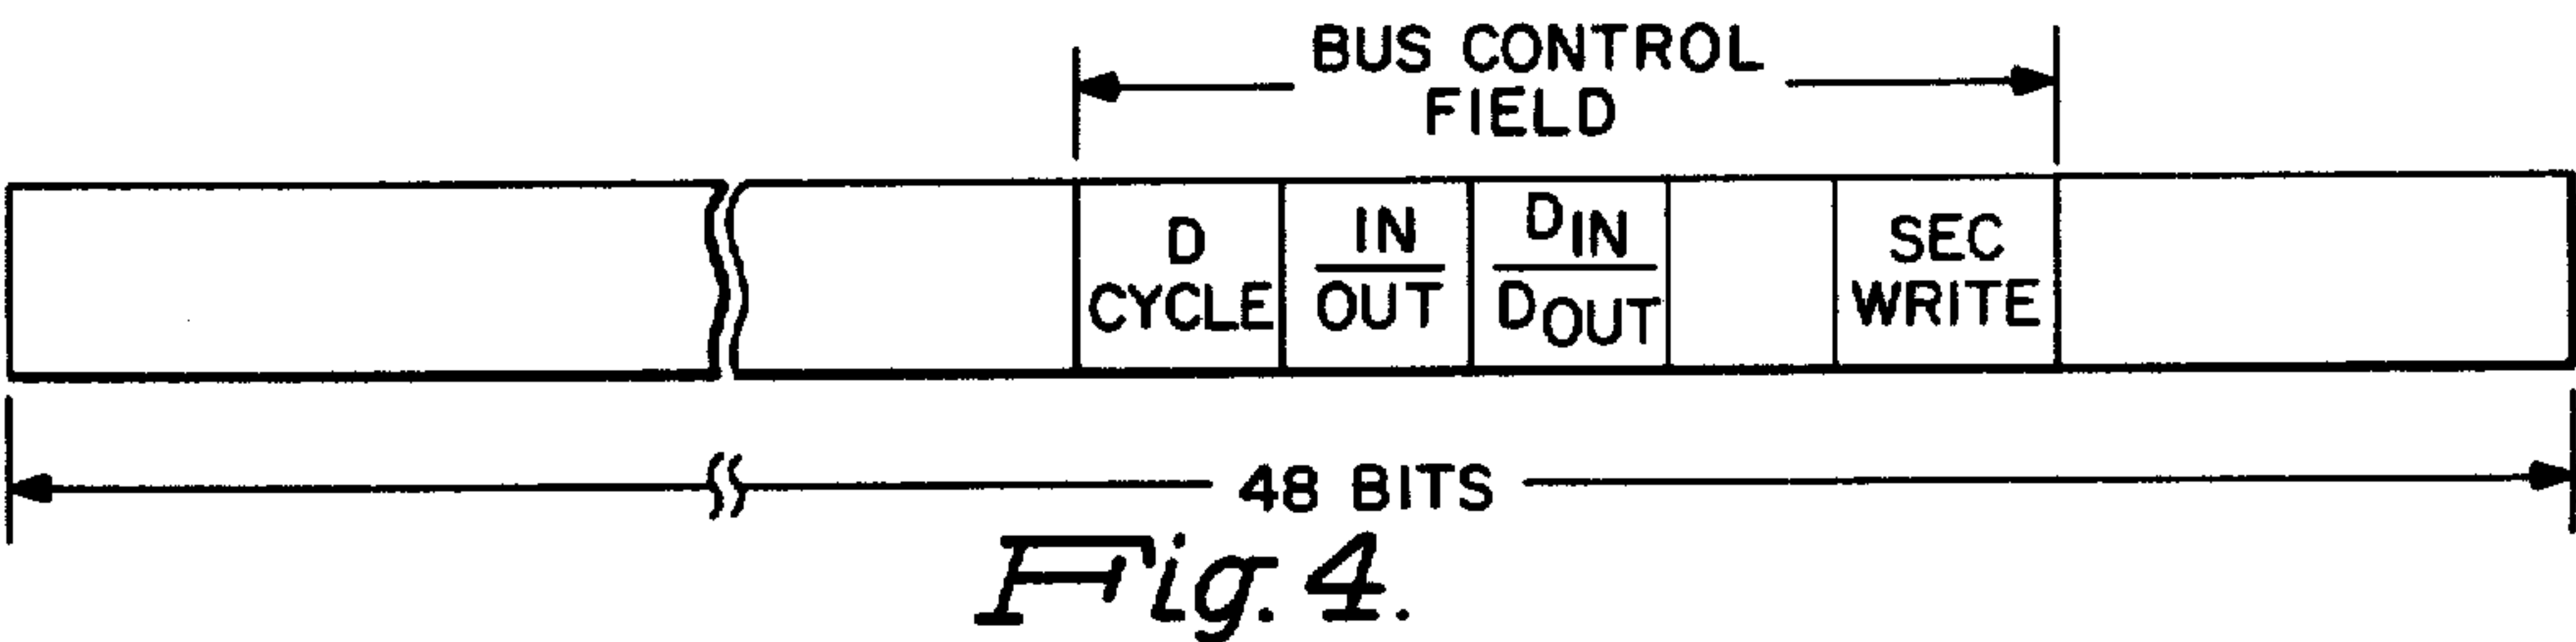 BUS CONTROL
FIELD
D
CYCLE
IN
OUT
DIN
DOUT
SEC
WRITE
48 BITS
Fig. 4.